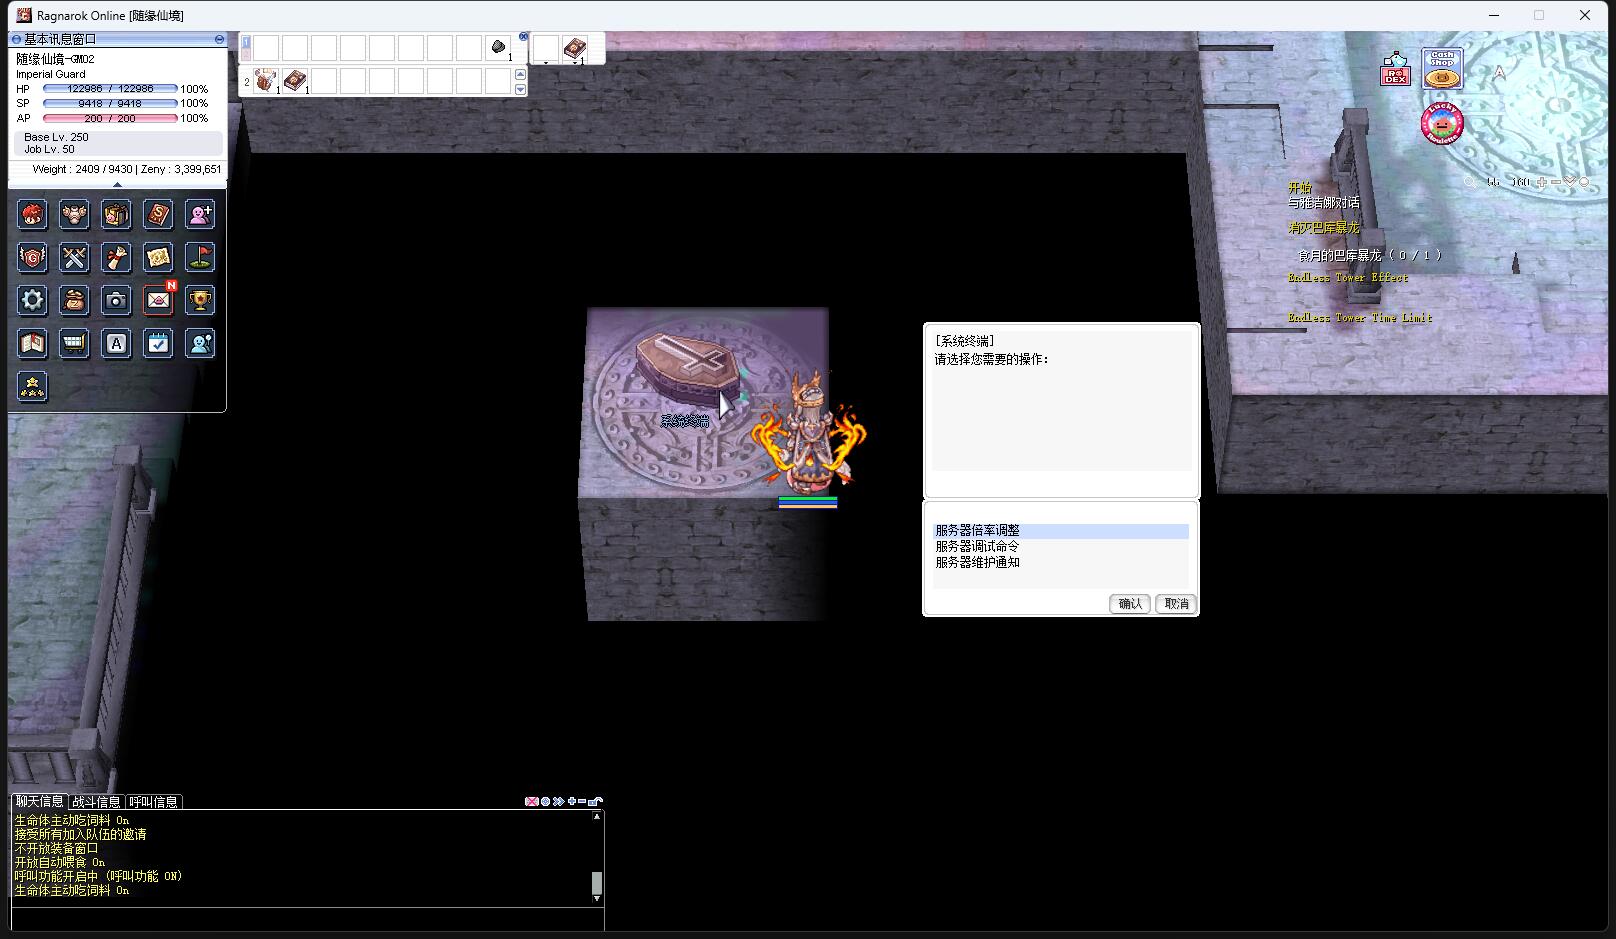 Ragnarok Online [随缘仙境]
基本讯息窗口
随缘仙境-GM02
Imperial Guard
HP 122986 / 122986 100%
SP 9418 / 9418 100%
AP 200 / 200 100%
Base Lv. 250
Job Lv. 50
Weight : 2409 / 9430 | Zeny : 3,399,651
1
1
2
1
1
N
RO DEX
Cash Shop
Lucky Roulette
开始
与雅洁娜对话
消灭巴库暴龙
食月的巴库暴龙 ( 0 / 1 )
Endless Tower Effect
Endless Tower Time Limit
系统终端
[系统终端]
请选择您需要的操作:
服务器倍率调整
服务器调试命令
服务器维护通知
确认 取消
聊天信息 战斗信息 呼叫信息
生命体主动吃饲料 On
接受所有加入队伍的邀请
不开放装备窗口
开放自动喂食 On
呼叫功能开启中 (呼叫功能 ON)
生命体主动吃饲料 On